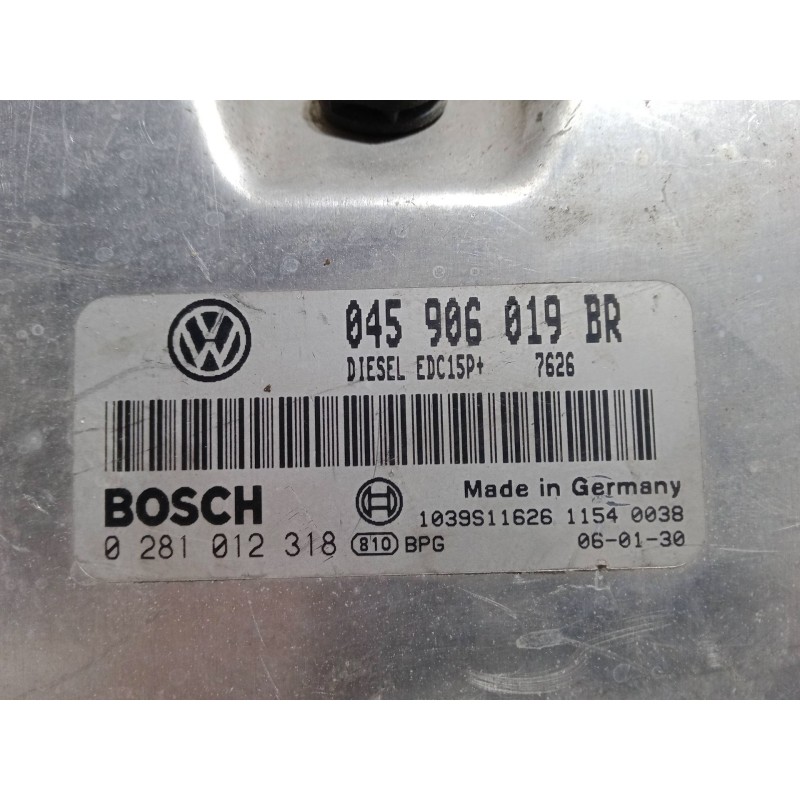 045 906 019 BR
DIESEL EDC15P+ 7626
BOSCH
Made in Germany
1039S11626 1154 0038
0 281 012 318 810 BPG 06-01-30